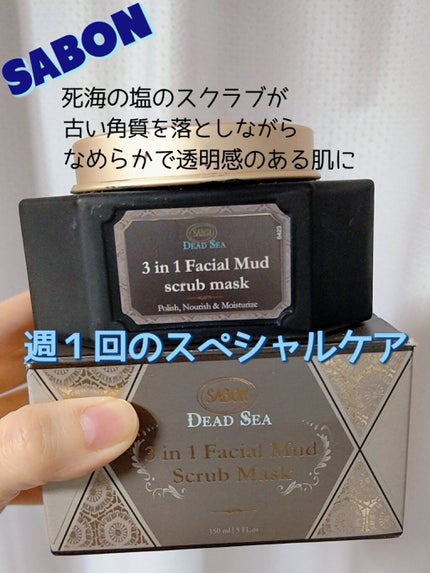 SABON
死海の塩のスクラブが
古い角質を落としながら
なめらかで透明感のある肌に
SABON
DEAD SEA
3 in 1 Facial Mud
scrub mask
Polish, Nourish & Moisturize
週1回のスペシャルケア
SABON
DEAD SEA
3 in 1 Facial Mud
Scrub Mask
150 ml | 5 Fl.oz